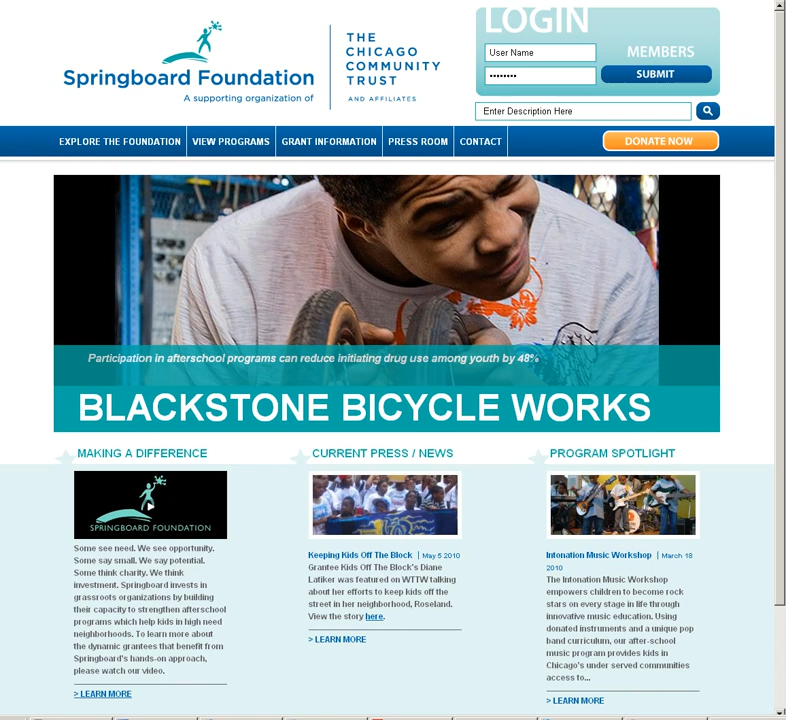 Springboard Foundation
A supporting organization of
THE
CHICAGO
COMMUNITY
TRUST
AND AFFILIATES
LOGIN
User Name
MEMBERS
••••••••
SUBMIT
Enter Description Here
EXPLORE THE FOUNDATION
VIEW PROGRAMS
GRANT INFORMATION
PRESS ROOM
CONTACT
DONATE NOW
Participation in afterschool programs can reduce initiating drug use among youth by 48%
BLACKSTONE BICYCLE WORKS
MAKING A DIFFERENCE
SPRINGBOARD FOUNDATION
Some see need. We see opportunity.
Some say small. We say potential.
Some think charity. We think
investment. Springboard invests in
grassroots organizations by building
their capacity to strengthen afterschool
programs which help kids in high need
neighborhoods. To learn more about
the dynamic grantees that benefit from
Springboard's hands-on approach,
please watch our video.
> LEARN MORE
CURRENT PRESS / NEWS
Keeping Kids Off The Block | May 5 2010
Grantee Kids Off The Block's Diane
Latiker was featured on WTTW talking
about her efforts to keep kids off the
street in her neighborhood, Roseland.
View the story here.
> LEARN MORE
PROGRAM SPOTLIGHT
Intonation Music Workshop | March 18
2010
The Intonation Music Workshop
empowers children to become rock
stars on every stage in life through
innovative music education. Using
donated instruments and a unique pop
band curriculum, our after-school
music program provides kids in
Chicago's under served communities
access to...
> LEARN MORE